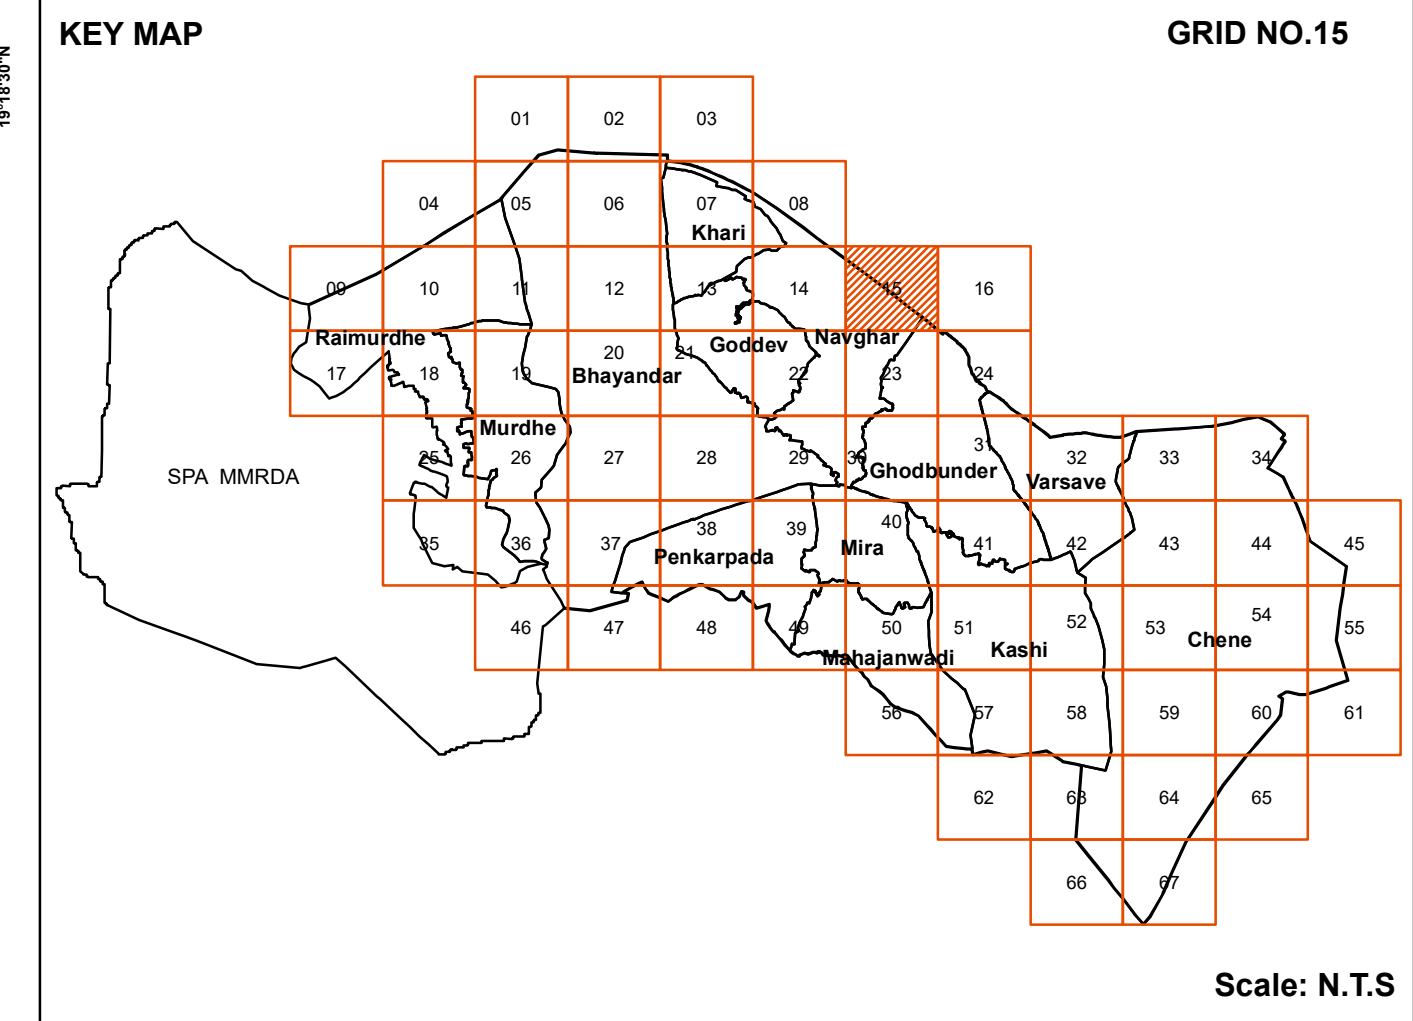 KEY MAP
GRID NO.15
19°18'30"N
01 02 03
04 05 06 07 08
Khari
09 10 11 12 13 14 15 16
Raimurdhe
Goddev
Navghar
17 18 19 20 21 22 23 24
Bhayandar
Murdhe
25 26 27 28 29 30 31 32 33 34
SPA MMRDA
Ghodbunder
Varsave
35 36 37 38 39 40 41 42 43 44 45
Penkarpada
Mira
46 47 48 49 50 51 52 53 54 55
Mahajanwadi
Kashi
Chene
56 57 58 59 60 61
62 63 64 65
66 67
Scale: N.T.S